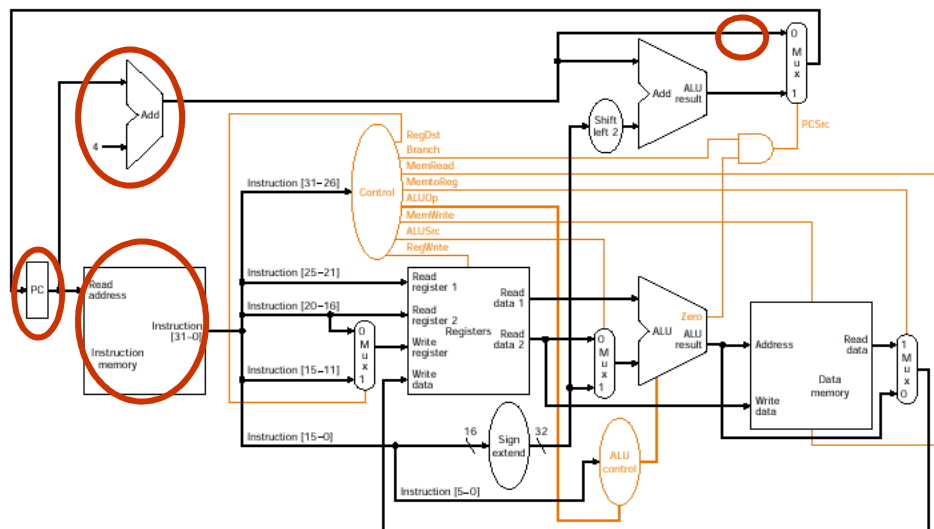 0
M
u
x
1
Add
ALU
result
Add
4
Shift
left 2
PCSrc
RegDst
Branch
MemRead
MemtoReg
ALUOp
MemWrite
ALUSrc
RegWrite
Control
Instruction [31–26]
Instruction [25–21]
Instruction [20–16]
Instruction [15–11]
Instruction [15–0]
Instruction [5–0]
PC
Read
address
Instruction
[31–0]
Instruction
memory
0
M
u
x
1
Read
register 1
Read
register 2
Write
register
Write
data
Registers
Read
data 1
Read
data 2
0
M
u
x
1
Zero
ALU
ALU
result
Address
Write
data
Read
data
Data
memory
1
M
u
x
0
16
Sign
extend
32
ALU
control